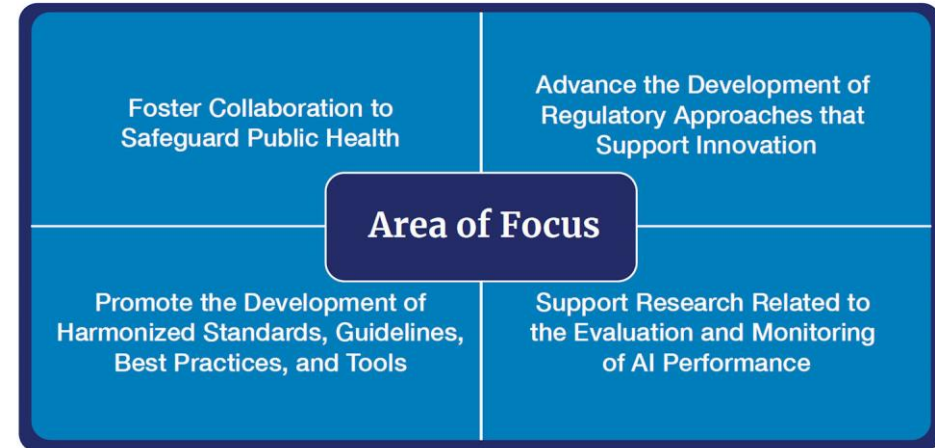 Foster Collaboration to
Safeguard Public Health
Advance the Development of
Regulatory Approaches that
Support Innovation
Area of Focus
Promote the Development of
Harmonized Standards, Guidelines,
Best Practices, and Tools
Support Research Related to
the Evaluation and Monitoring
of AI Performance